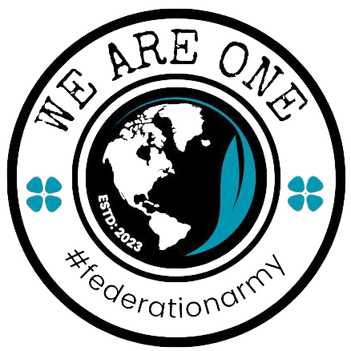 WE ARE ONE
ESTD: 2023
#federationarmy